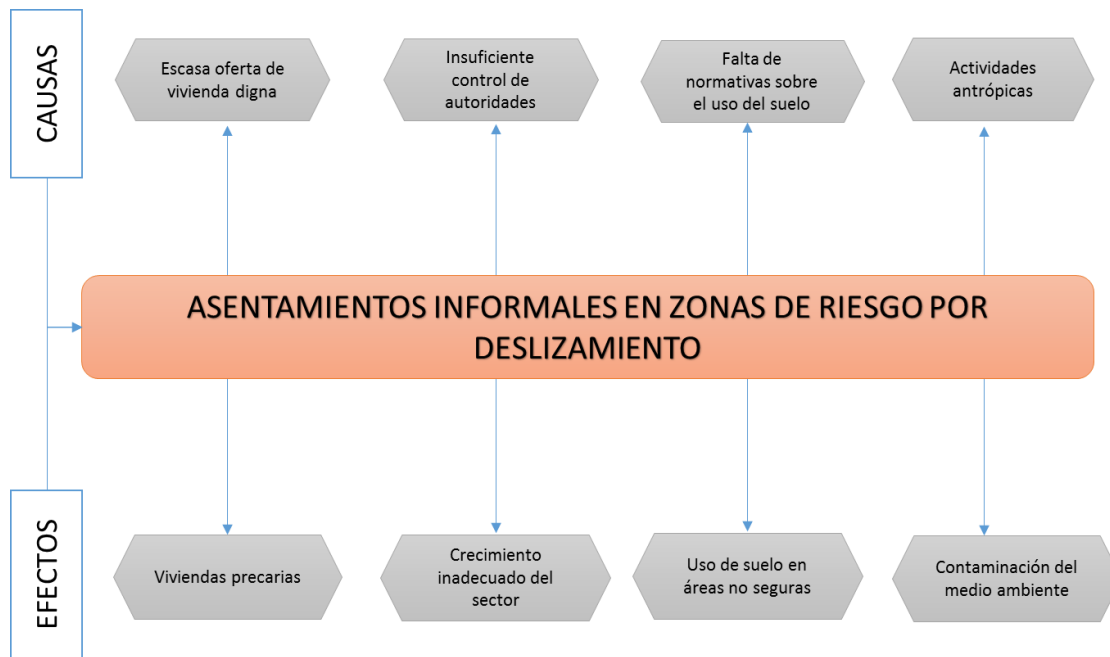 CAUSAS
Escasa oferta de
vivienda digna
Insuficiente
control de
autoridades
Falta de
normativas sobre
el uso del suelo
Actividades
antrópicas
ASENTAMIENTOS INFORMALES EN ZONAS DE RIESGO POR
DESLIZAMIENTO
EFECTOS
Viviendas precarias
Crecimiento
inadecuado del
sector
Uso de suelo en
áreas no seguras
Contaminación del
medio ambiente